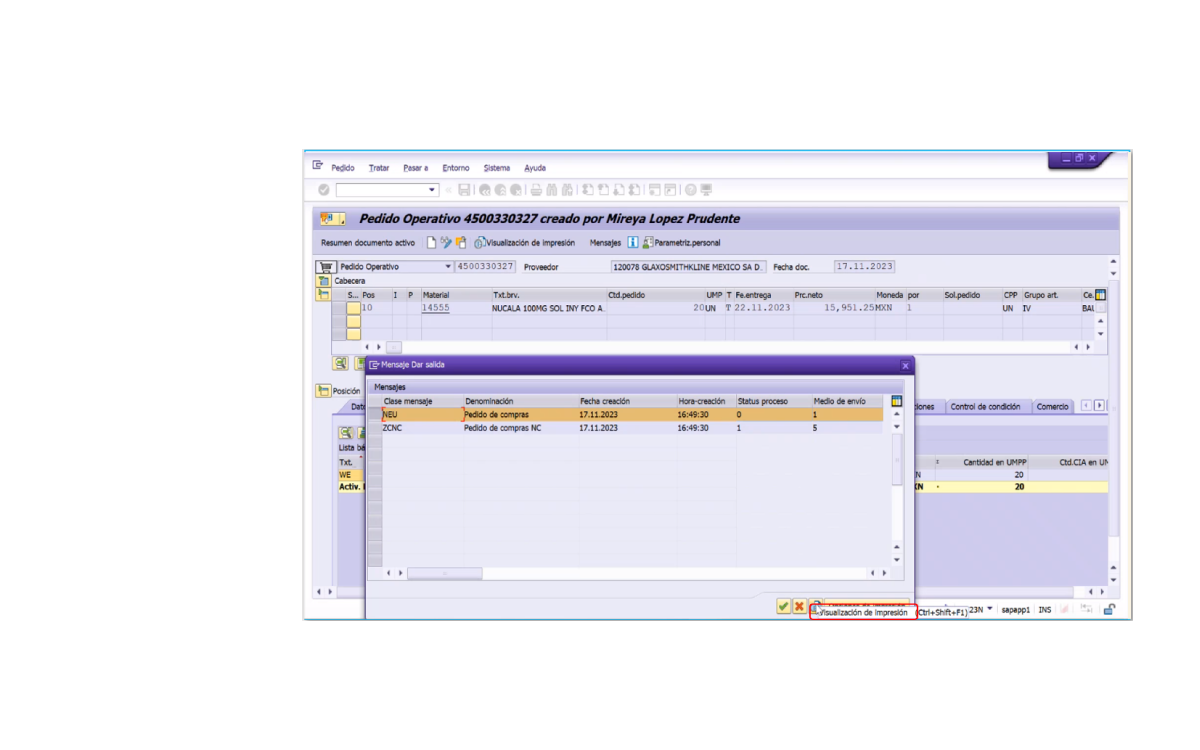 Pedido Tratar Pasar a Entorno Sistema Ayuda
Pedido Operativo 4500330327 creado por Mireya Lopez Prudente
Resumen documento activo Visualización de impresión Mensajes Parametriz.personal
Pedido Operativo 4500330327 Proveedor 120078 GLAXOSMITHKLINE MEXICO SA D. Fecha doc. 17.11.2023
Cabecera
S... Pos I P Material Txt.brv. Ctd.pedido UMP T Fe.entrega Prc.neto Moneda por Sol.pedido CPP Grupo art. Ce.
10 14555 NUCALA 100MG SOL INY FCO A. 20 UN T 22.11.2023 15,951.25 MXN 1 UN IV BAL
Mensaje Dar salida
Posición Mensajes
Clase mensaje Denominación Fecha creación Hora-creación Status proceso Medio de envío
Dat iones Control de condición Comercio
NEU Pedido de compras 17.11.2023 16:49:30 0 1
ZCNC Pedido de compras NC 17.11.2023 16:49:30 1 5
Lista bá
Txt. Cantidad en UMPP Ctd.CIA en UM
WE N 20
Activ. XN 20
Visualización de impresión (Ctrl+Shift+F1) 23N sapapp1 INS